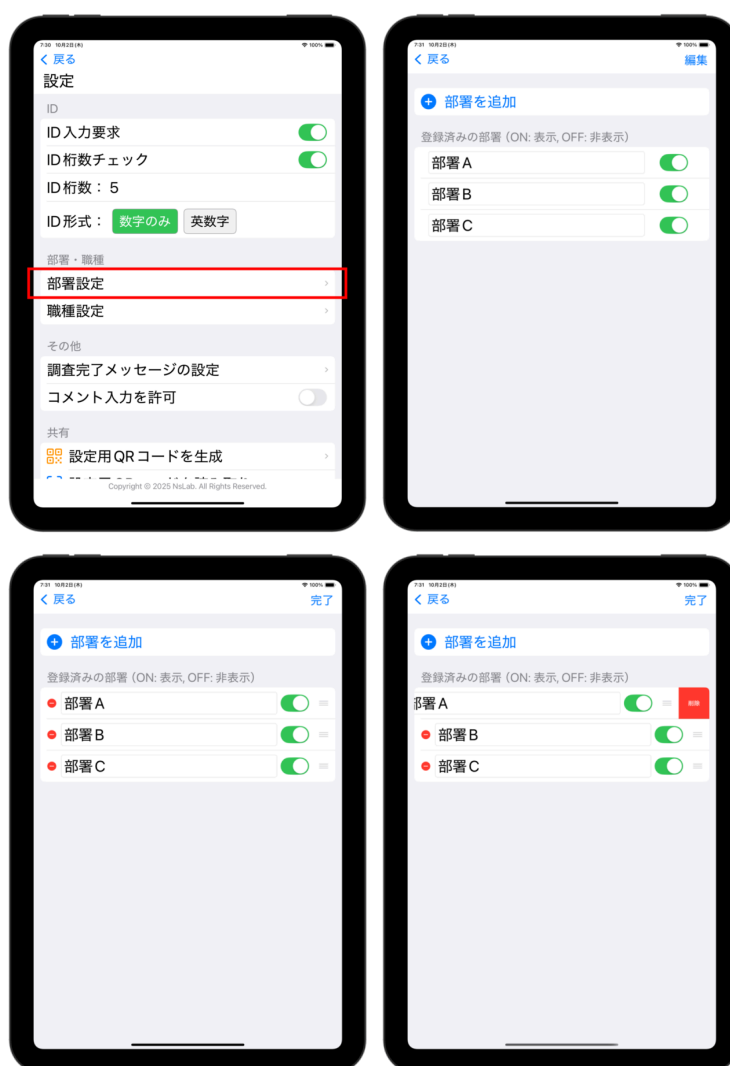 7:30 10月2日(木) 100%
戻る
設定
ID
ID入力要求
ID桁数チェック
ID桁数：5
ID形式： 数字のみ 英数字
部署・職種
部署設定
職種設定
その他
調査完了メッセージの設定
コメント入力を許可
共有
設定用QRコードを生成
Copyright © 2025 NsLab. All Rights Reserved.
7:31 10月2日(木) 100%
戻る 編集
部署を追加
登録済みの部署（ON: 表示, OFF: 非表示）
部署A
部署B
部署C
7:31 10月2日(木) 100%
戻る 完了
部署を追加
登録済みの部署（ON: 表示, OFF: 非表示）
部署A
部署B
部署C
7:31 10月2日(木) 100%
戻る 完了
部署を追加
登録済みの部署（ON: 表示, OFF: 非表示）
部署A 削除
部署B
部署C